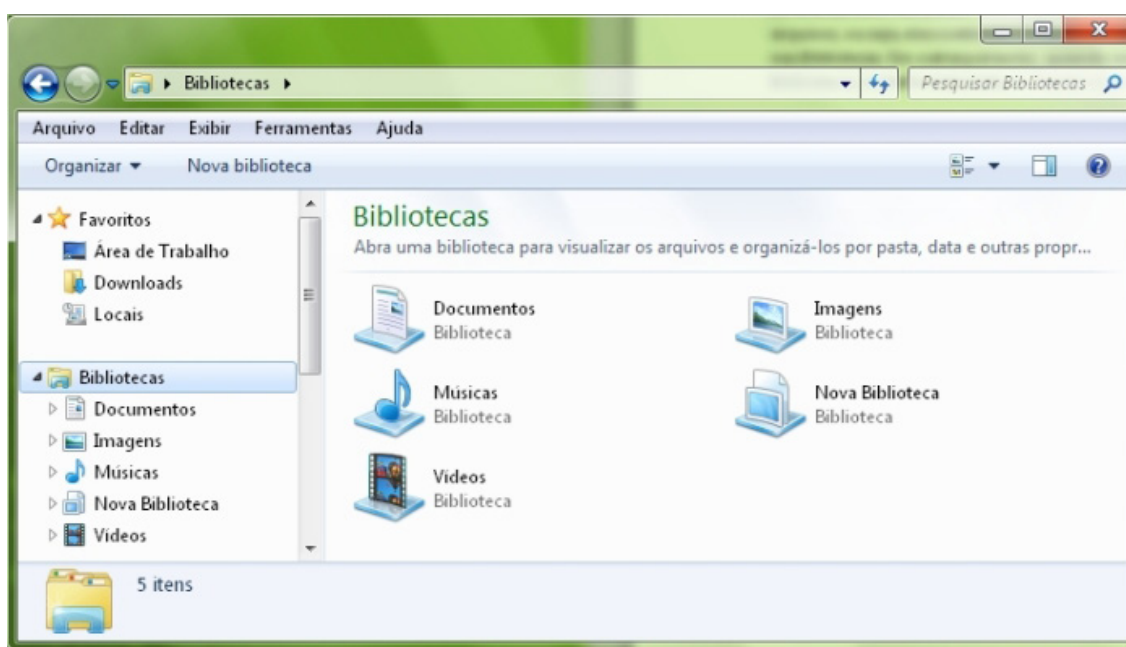 Bibliotecas
Pesquisar Bibliotecas
Arquivo Editar Exibir Ferramentas Ajuda
Organizar Nova biblioteca
Favoritos
Área de Trabalho
Downloads
Locais
Bibliotecas
Documentos
Imagens
Músicas
Nova Biblioteca
Vídeos
Bibliotecas
Abra uma biblioteca para visualizar os arquivos e organizá-los por pasta, data e outras propr...
Documentos
Biblioteca
Imagens
Biblioteca
Músicas
Biblioteca
Nova Biblioteca
Biblioteca
Vídeos
Biblioteca
5 itens